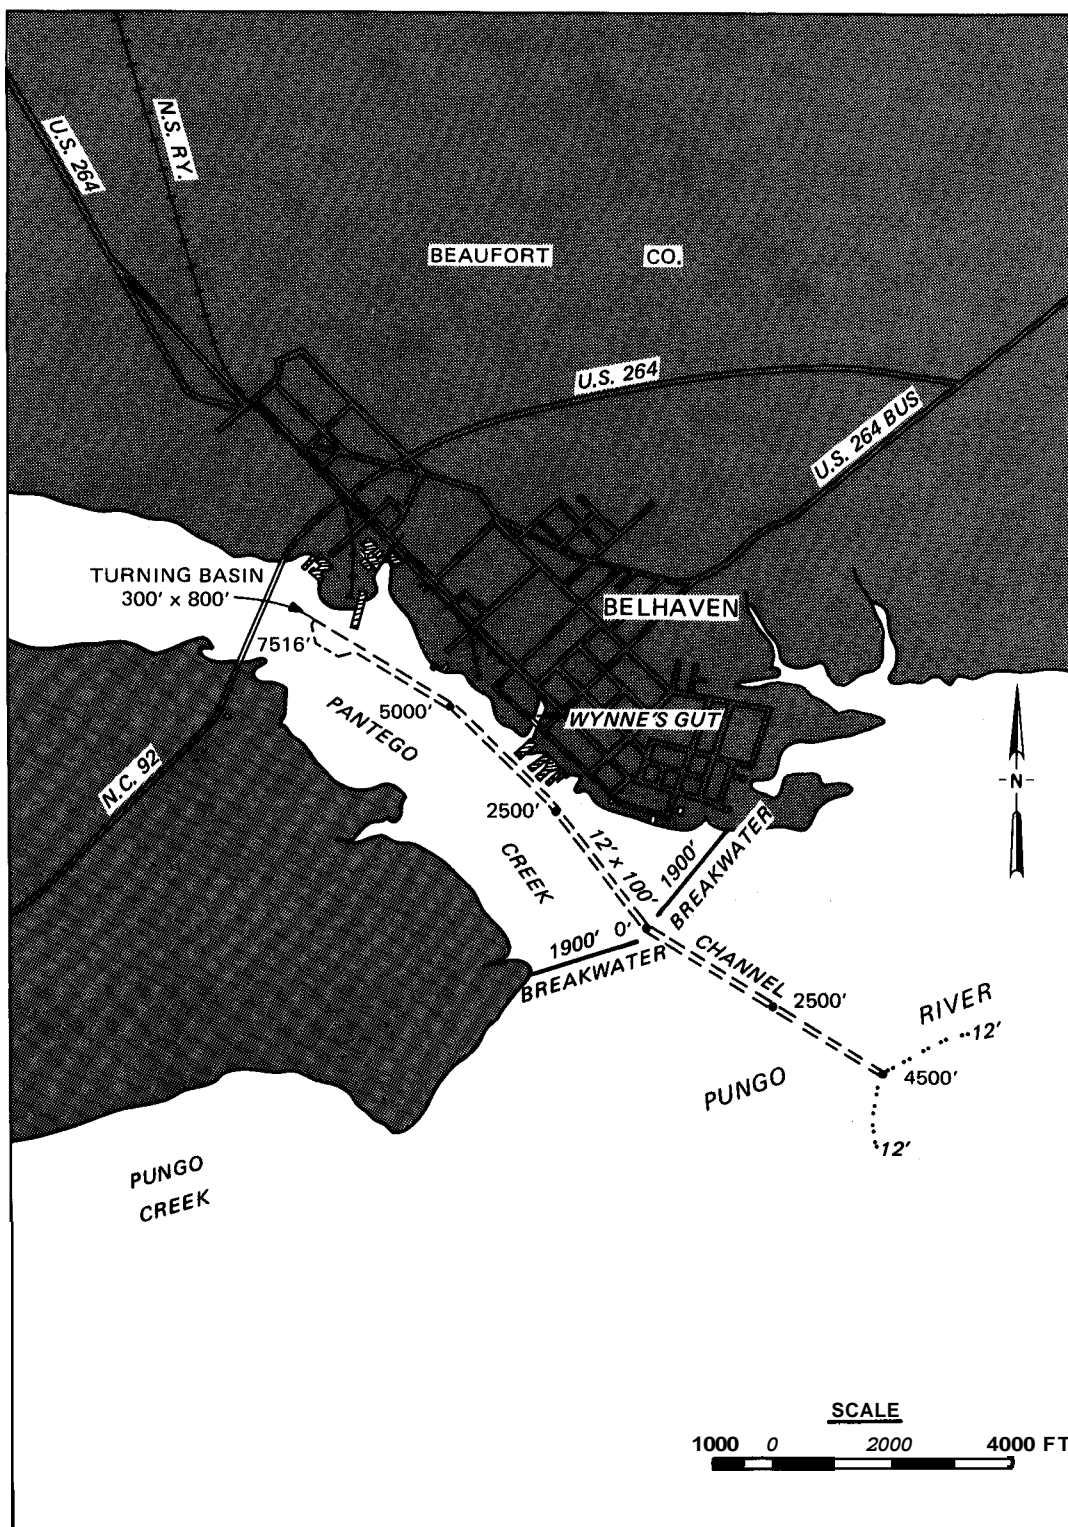 U.S. 264
N.S. RY.
BEAUFORT CO.
U.S. 264
U.S. 264 BUS
TURNING BASIN
300' x 800'
BELHAVEN
7516'
5000'
PANTEGO
WYNNE'S GUT
N.C. 92
2500'
CREEK
12' x 100'
1900'
BREAKWATER
-N-
0'
1900'
BREAKWATER
CHANNEL
2500'
RIVER
12'
4500'
PUNGO
12'
PUNGO
CREEK
SCALE
1000 0 2000 4000 FT